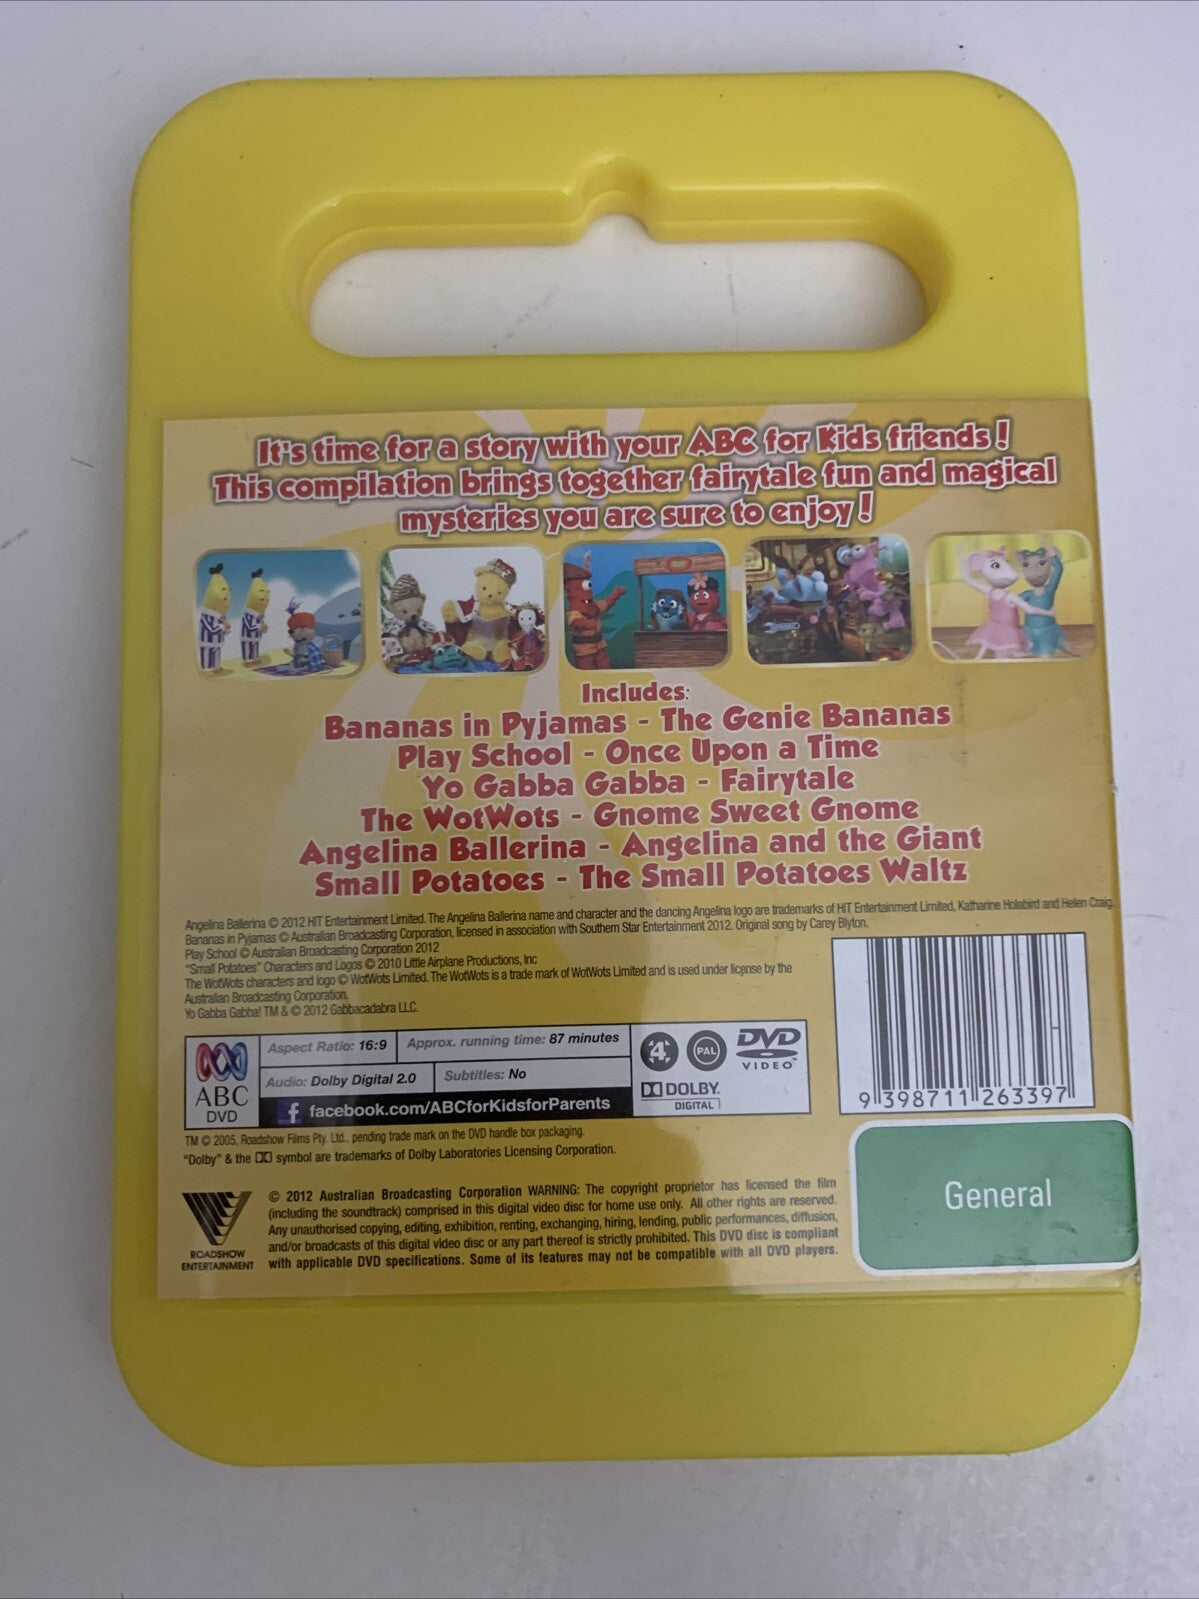 It's time for a story with your ABC for Kids friends!
This compilation brings together fairytale fun and magical
mysteries you are sure to enjoy!
Includes:
Bananas in Pyjamas - The Genie Bananas
Play School - Once Upon a Time
Yo Gabba Gabba - Fairytale
The WotWots - Gnome Sweet Gnome
Angelina Ballerina - Angelina and the Giant
Small Potatoes - The Small Potatoes Waltz
Angelina Ballerina © 2012 HIT Entertainment Limited. The Angelina Ballerina name and character and the dancing Angelina logo are trademarks of HIT Entertainment Limited, Katharine Holabird and Helen Craig.
Bananas in Pyjamas © Australian Broadcasting Corporation, licensed in association with Southern Star Entertainment 2012. Original song by Carey Blyton.
Play School © Australian Broadcasting Corporation 2012
"Small Potatoes" Characters and Logos © 2010 Little Airplane Productions, Inc
The WotWots characters and logo © WotWots Limited. The WotWots is a trade mark of WotWots Limited and is used under license by the
Australian Broadcasting Corporation.
Yo Gabba Gabba! TM & © 2012 Gabbacadabra LLC.
ABC
DVD
Aspect Ratio: 16:9
Approx. running time: 87 minutes
Audio: Dolby Digital 2.0
Subtitles: No
f facebook.com/ABCforKidsforParents
4
PAL
DVD
VIDEO™
DOLBY.
DIGITAL
9 398711 263397
TM © 2005, Roadshow Films Pty. Ltd., pending trade mark on the DVD handle box packaging.
"Dolby" & the symbol are trademarks of Dolby Laboratories Licensing Corporation.
ROADSHOW
ENTERTAINMENT
© 2012 Australian Broadcasting Corporation WARNING: The copyright proprietor has licensed the film
(including the soundtrack) comprised in this digital video disc for home use only. All other rights are reserved.
Any unauthorised copying, editing, exhibition, renting, exchanging, hiring, lending, public performances, diffusion,
and/or broadcasts of this digital video disc or any part thereof is strictly prohibited. This DVD disc is compliant
with applicable DVD specifications. Some of its features may not be compatible with all DVD players.
General